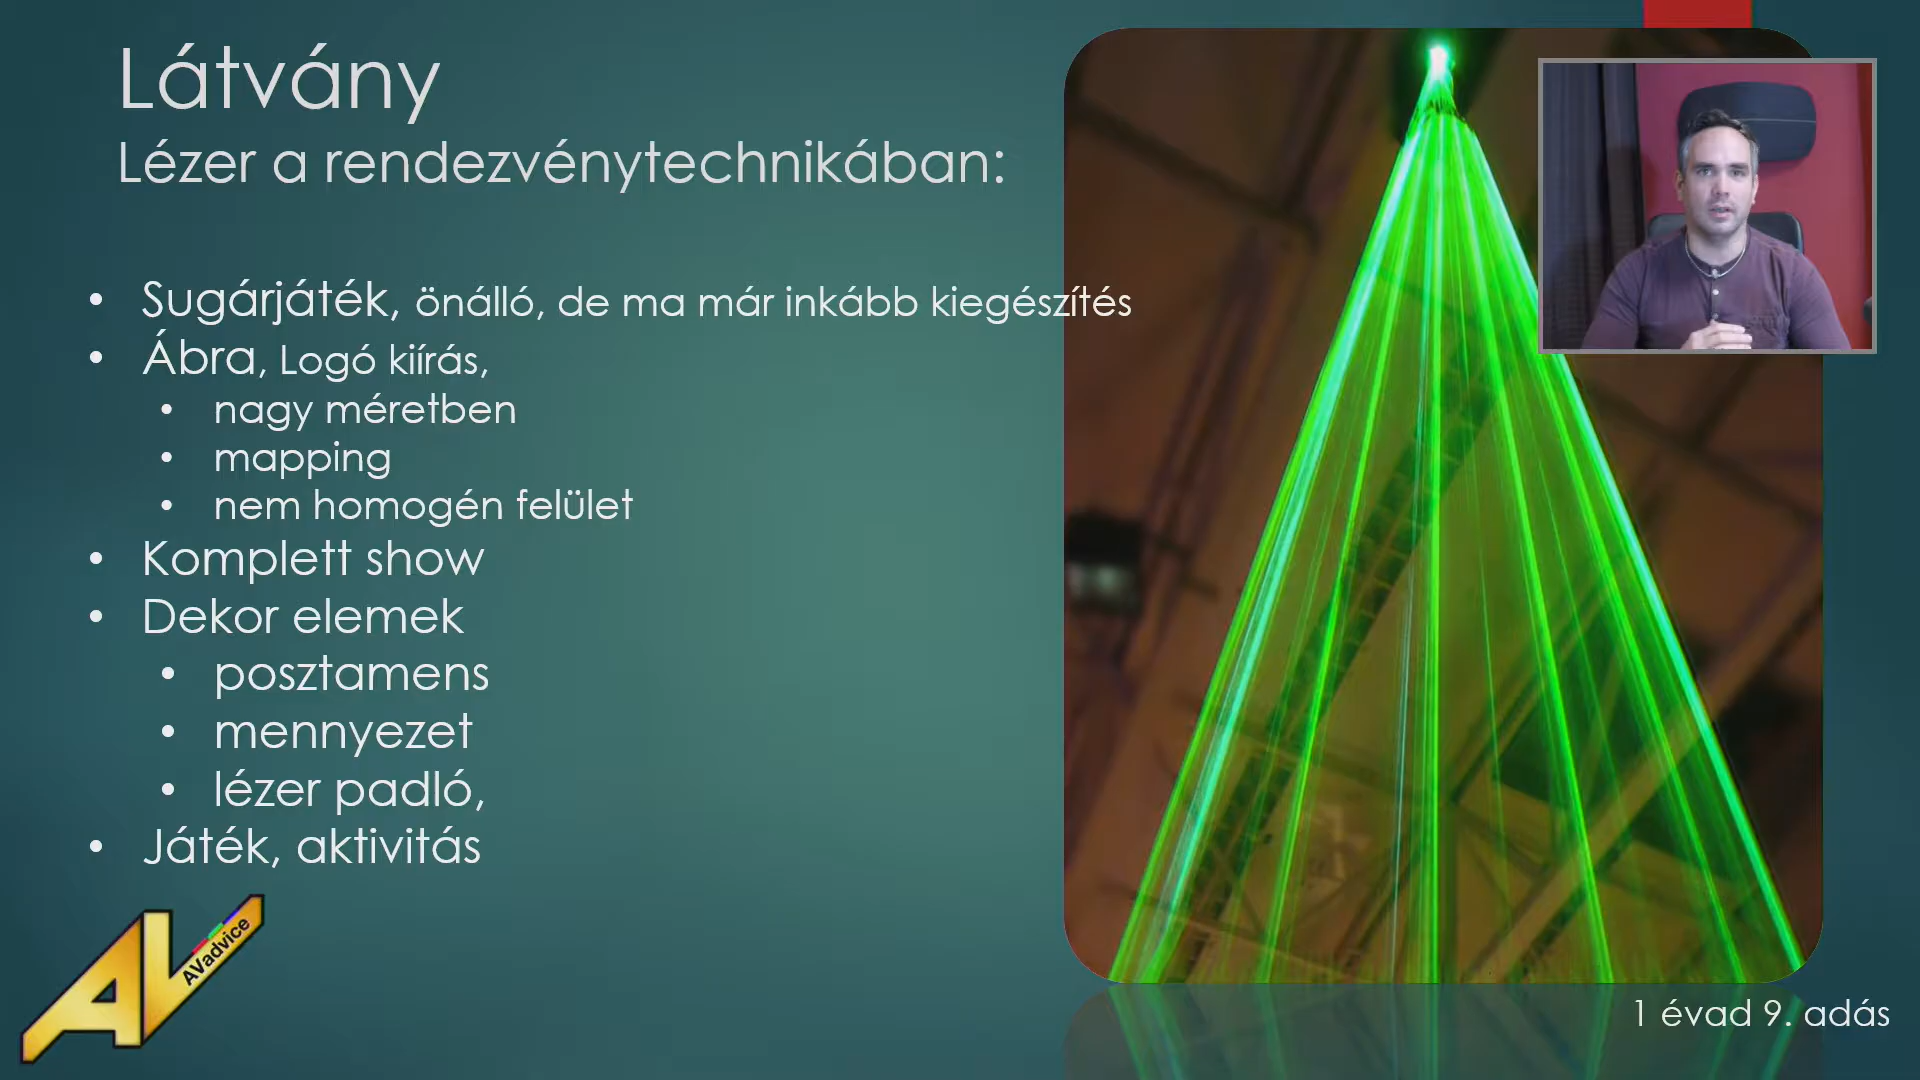 Látvány
Lézer a rendezvénytechnikában:
• Sugárjáték, önálló, de ma már inkább kiegészítés
• Ábra, Logó kiírás,
• nagy méretben
• mapping
• nem homogén felület
• Komplett show
• Dekor elemek
• posztamens
• mennyezet
• lézer padló,
• Játék, aktivitás
AV
AVadvice
1 évad 9. adás